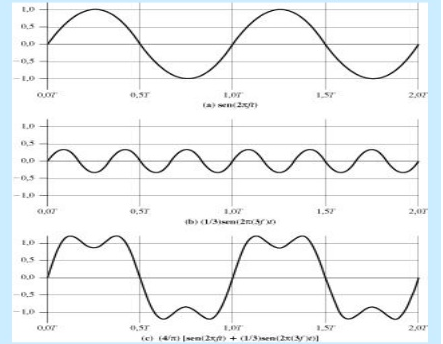 1,0
0,5
0,0
0,5
1,0
0,0T 0,5T 1,0T 1,5T 2,0T
(a) sen(2πft)
1,0
0,5
0,0
0,5
1,0
0,0T 0,5T 1,0T 1,5T 2,0T
(b) (1/3)sen(2π(3f)t)
1,0
0,5
0,0
0,5
1,0
0,0T 0,5T 1,0T 1,5T 2,0T
(c) (4/π) [sen(2πft) + (1/3)sen(2π(3f)t)]